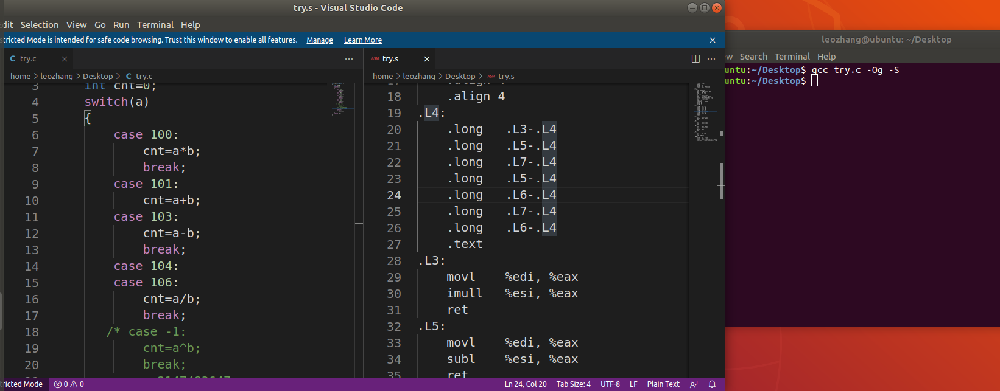 try.s - Visual Studio Code
Selection View Go Run Terminal Help
Mode is intended for safe code browsing. Trust this window to enable all features. Manage Learn More
C try.c
home > leozhang > Desktop > C try.c
3 int cnt=0;
4 switch(a)
5 {
6 case 100:
7 cnt=a*b;
8 break;
9 case 101:
10 cnt=a+b;
11 case 103:
12 cnt=a-b;
13 break;
14 case 104:
15 case 106:
16 cnt=a/b;
17 break;
18 /* case -1:
19 cnt=a^b;
20 break;
ASM try.s
home > leozhang > Desktop > ASM try.s
18 .align 4
19 .L4:
20 .long .L3-.L4
21 .long .L5-.L4
22 .long .L7-.L4
23 .long .L5-.L4
24 .long .L6-.L4
25 .long .L7-.L4
26 .long .L6-.L4
27 .text
28 .L3:
29 movl %edi, %eax
30 imull %esi, %eax
31 ret
32 .L5:
33 movl %edi, %eax
34 subl %esi, %eax
35 ret
tricted Mode 0 0 Ln 24, Col 20 Tab Size: 4 UTF-8 LF Plain Text
leozhang@ubuntu: ~/Desktop
w Search Terminal Help
untu:~/Desktop$ gcc try.c -Og -S
untu:~/Desktop$